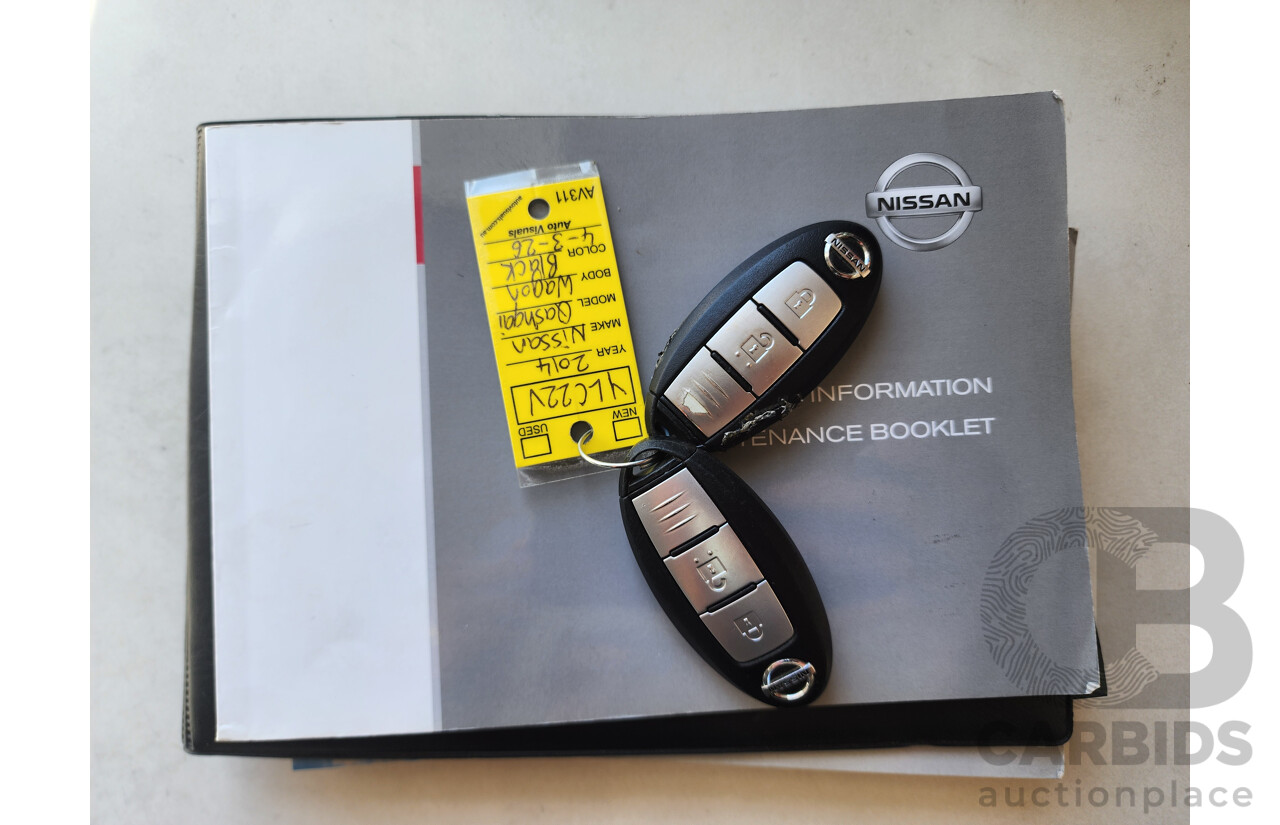 NISSAN
INFORMATION
TENANCE BOOKLET
NISSAN
NEW
USED
YLC22V
YEAR 2014
MAKE Nissan
MODEL Qashqai
BODY Wagon
COLOR Black
4-3-26
Auto Visuals
AV311
CB
CARBIDS
auctionplace